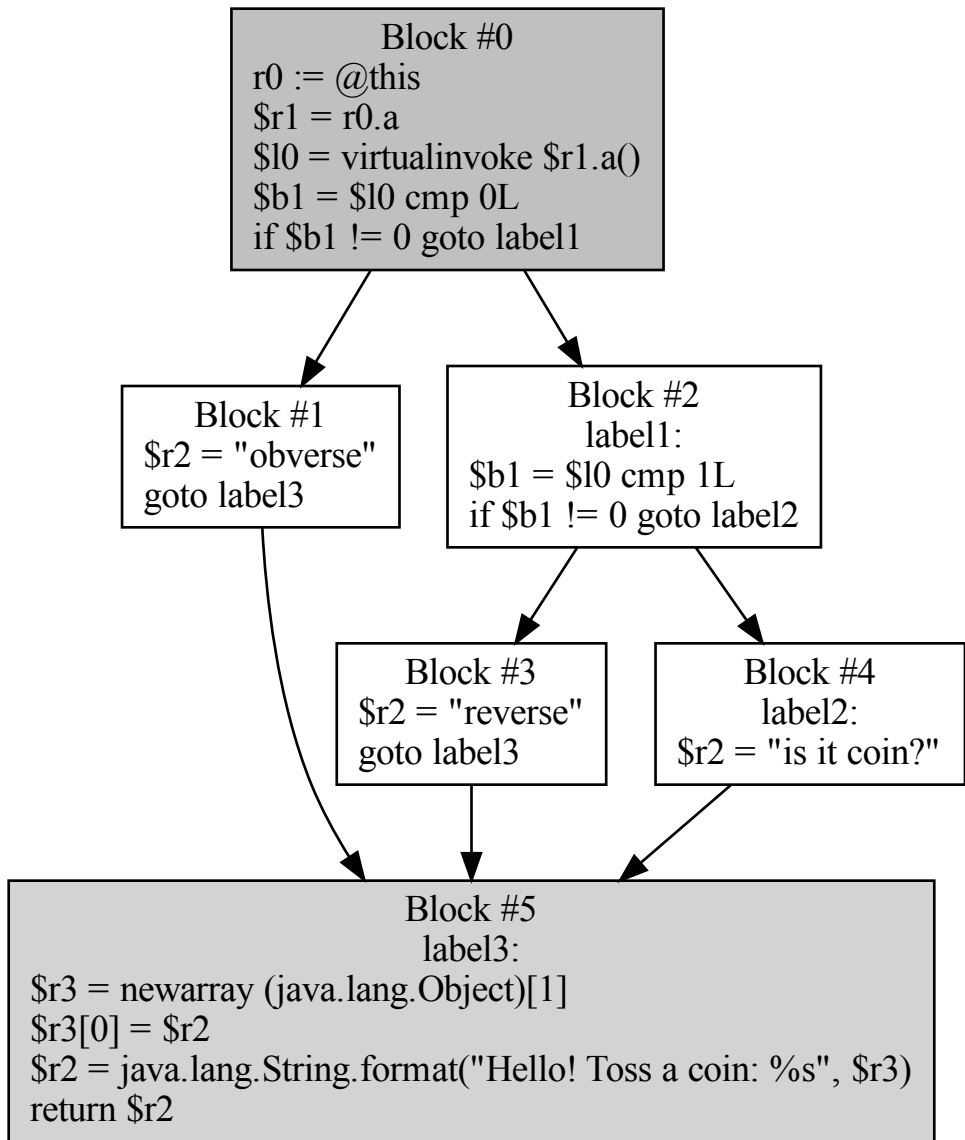 Block #0
r0 := @this
$r1 = r0.a
$l0 = virtualinvoke $r1.a()
$b1 = $l0 cmp 0L
if $b1 != 0 goto label1
Block #1
$r2 = "obverse"
goto label3
Block #2
label1:
$b1 = $l0 cmp 1L
if $b1 != 0 goto label2
Block #3
$r2 = "reverse"
goto label3
Block #4
label2:
$r2 = "is it coin?"
Block #5
label3:
$r3 = newarray (java.lang.Object)[1]
$r3[0] = $r2
$r2 = java.lang.String.format("Hello! Toss a coin: %s", $r3)
return $r2